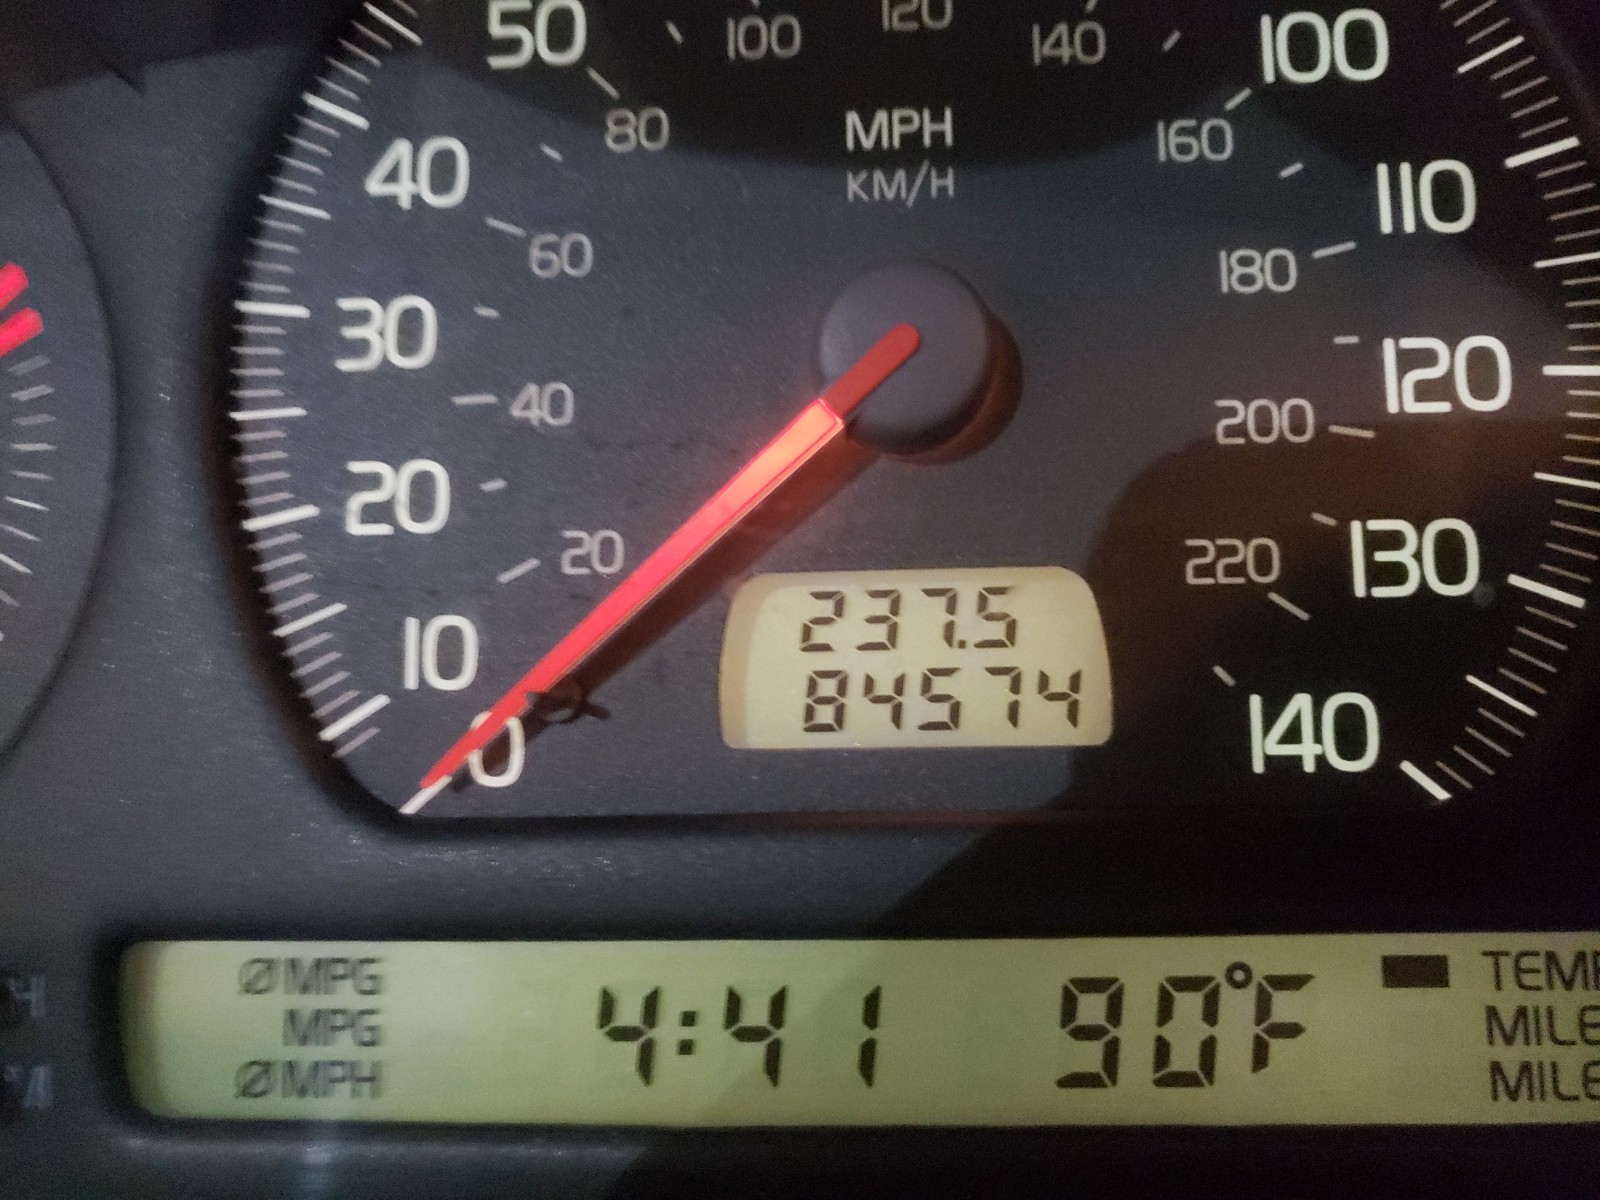 50 100 120 140 100
80 MPH 160
40 KM/H 110
60 180
30 120
40 200
20 130
20 220
237.5
10 84574
0 140
ØMPG 4:41 90°F TEM
MPG MILE
ØMPH MILE